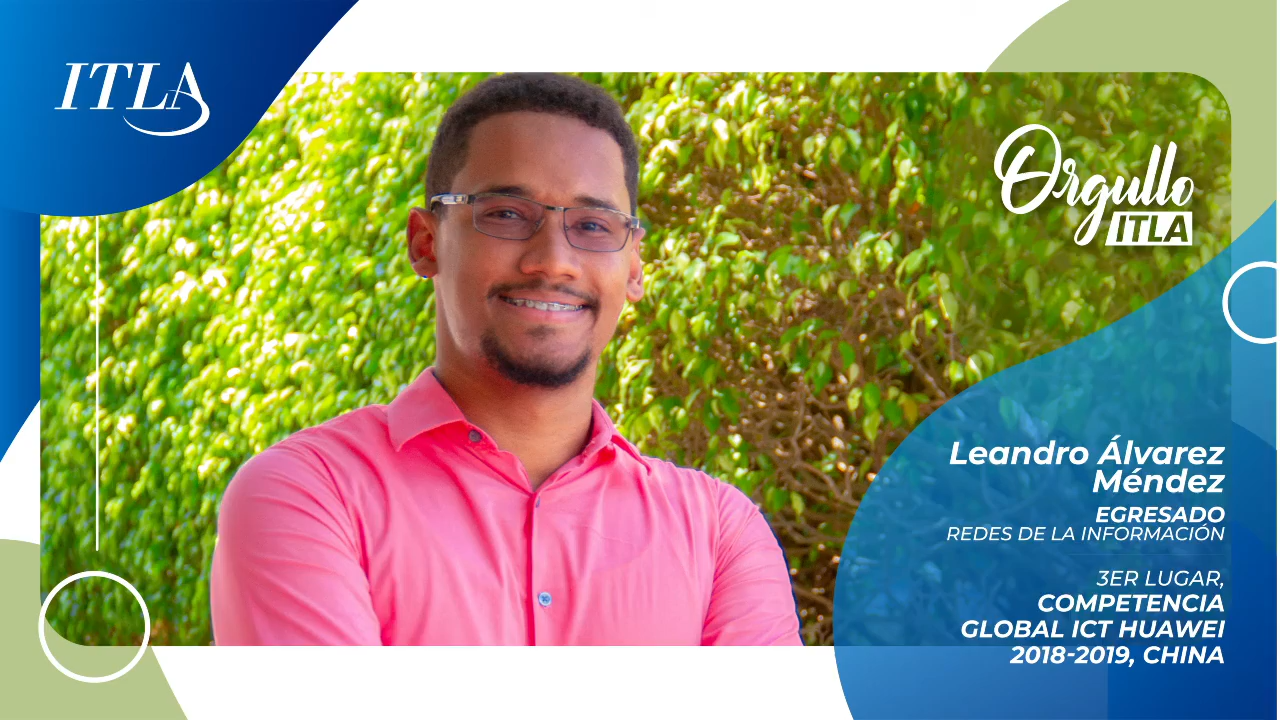 ITLA
Orgullo
ITLA
Leandro Álvarez
Méndez
EGRESADO
REDES DE LA INFORMACIÓN
3ER LUGAR,
COMPETENCIA
GLOBAL ICT HUAWEI
2018-2019, CHINA